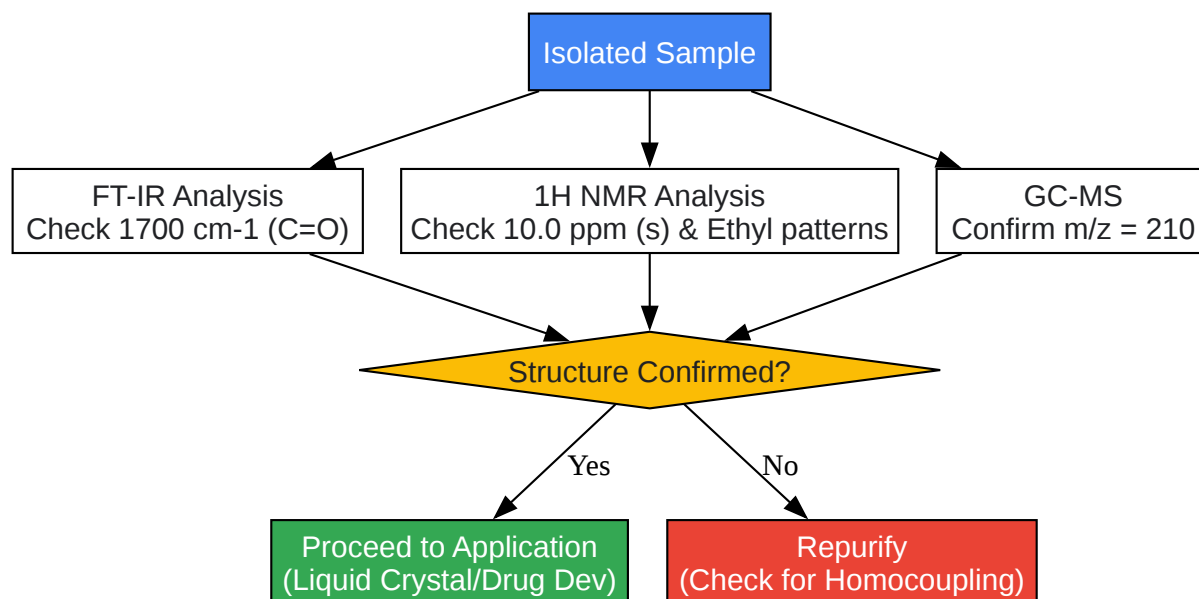 Isolated Sample
FT-IR Analysis
Check 1700 cm-1 (C=O)
1H NMR Analysis
Check 10.0 ppm (s) & Ethyl patterns
GC-MS
Confirm m/z = 210
Structure Confirmed?
Yes
No
Proceed to Application
(Liquid Crystal/Drug Dev)
Repurify
(Check for Homocoupling)